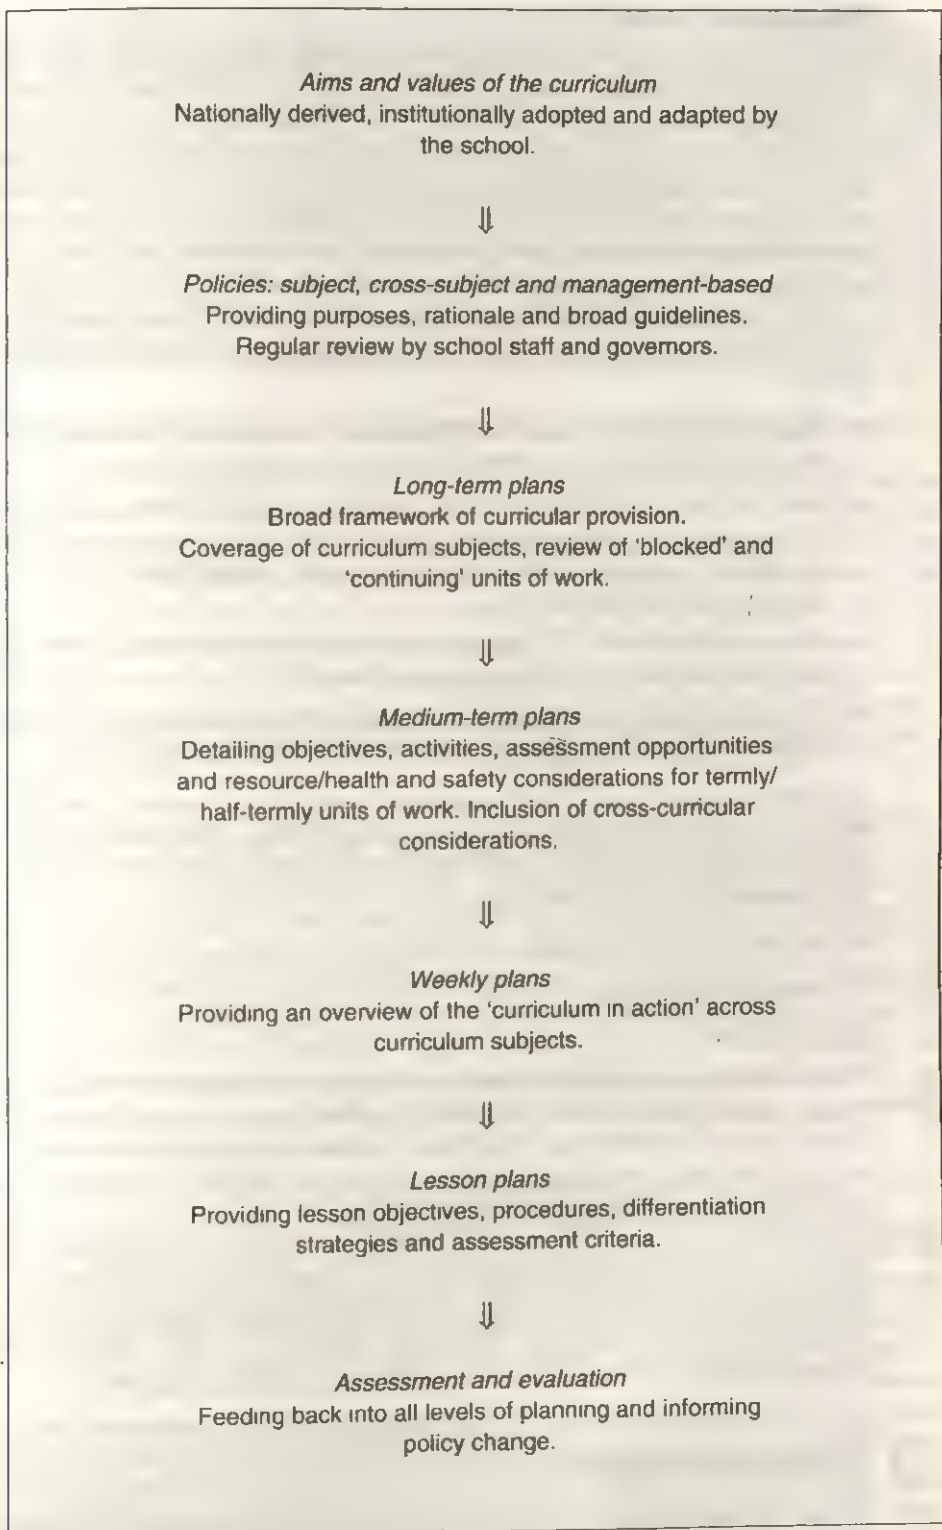 Aims and values of the curriculum
Nationally derived, institutionally adopted and adapted by
the school.
⇓
Policies: subject, cross-subject and management-based
Providing purposes, rationale and broad guidelines.
Regular review by school staff and governors.
⇓
Long-term plans
Broad framework of curricular provision.
Coverage of curriculum subjects, review of 'blocked' and
'continuing' units of work.
⇓
Medium-term plans
Detailing objectives, activities, assessment opportunities
and resource/health and safety considerations for termly/
half-termly units of work. Inclusion of cross-curricular
considerations.
⇓
Weekly plans
Providing an overview of the 'curriculum in action' across
curriculum subjects.
⇓
Lesson plans
Providing lesson objectives, procedures, differentiation
strategies and assessment criteria.
⇓
Assessment and evaluation
Feeding back into all levels of planning and informing
policy change.